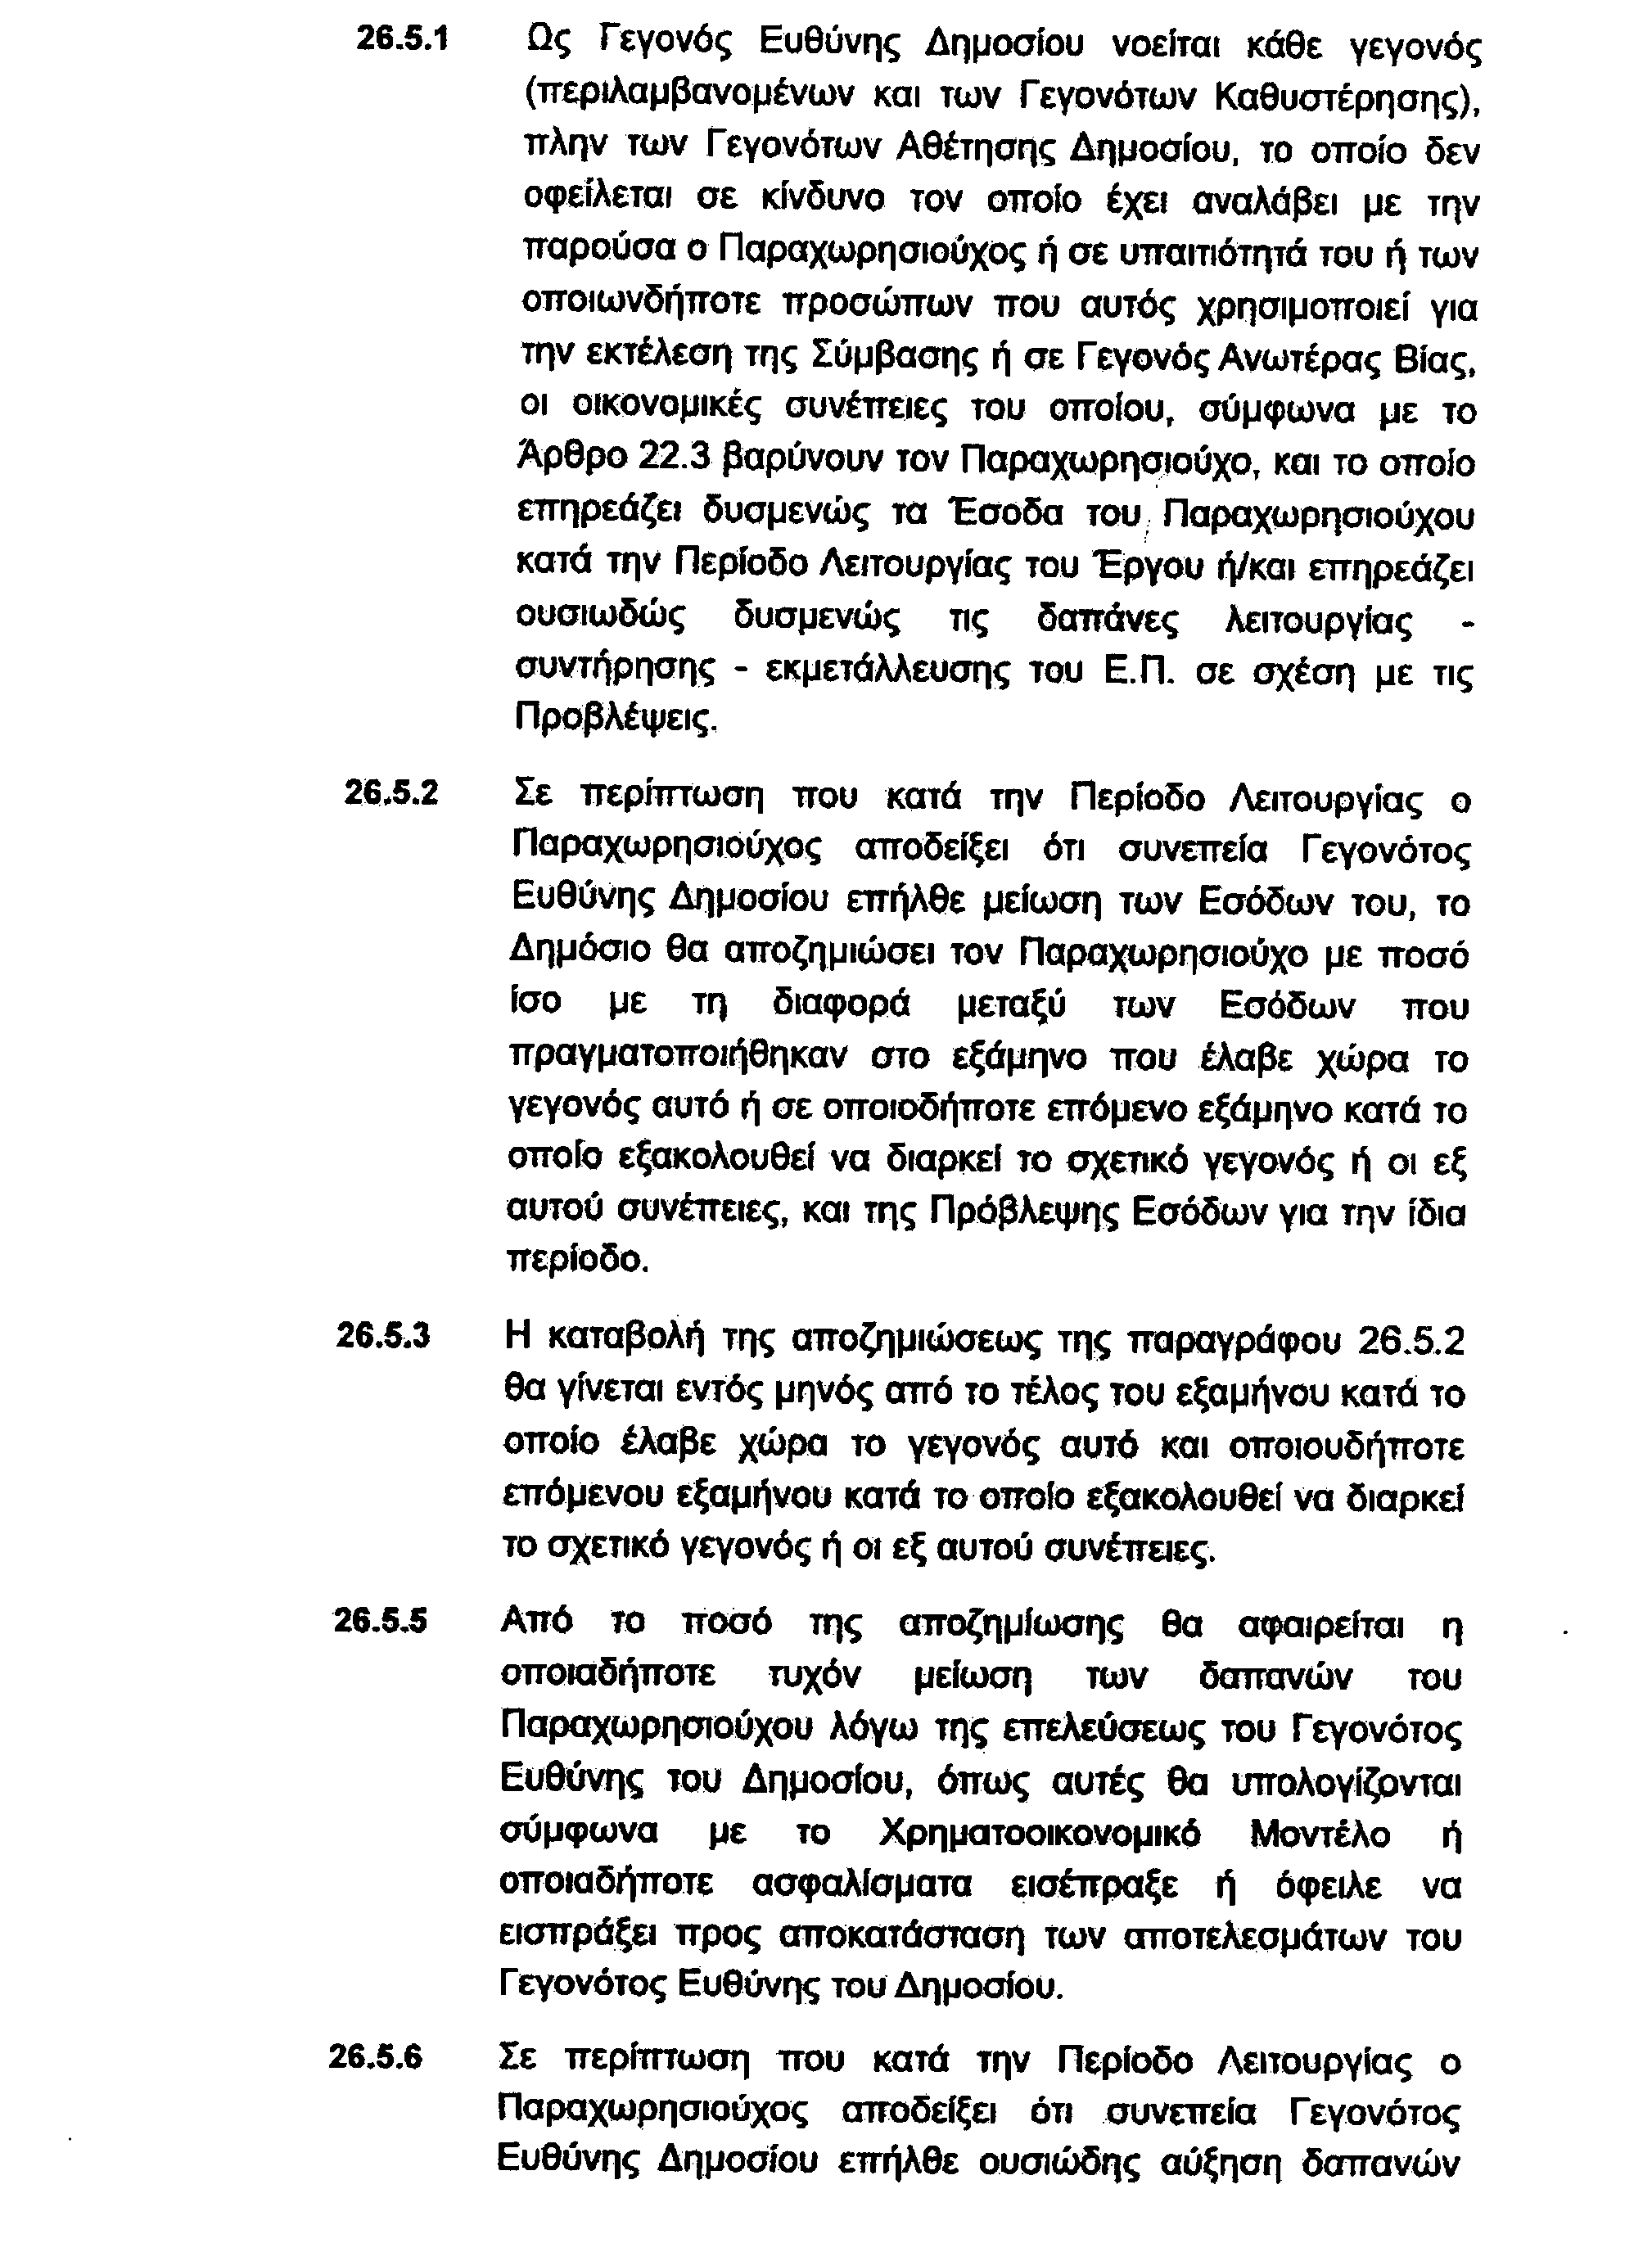 26.5.1 Ως Γεγονός Ευθύνης Δημοσίου νοείται κάθε γεγονός
(περιλαμβανομένων και των Γεγονότων Καθυστέρησης),
πλην των Γεγονότων Αθέτησης Δημοσίου, το οποίο δεν
οφείλεται σε κίνδυνο τον οποίο έχει αναλάβει με την
παρούσα ο Παραχωρησιούχος ή σε υπαιτιότητά του ή των
οποιωνδήποτε προσώπων που αυτός χρησιμοποιεί για
την εκτέλεση της Σύμβασης ή σε Γεγονός Ανωτέρας Βίας,
οι οικονομικές συνέπειες του οποίου, σύμφωνα με το
Άρθρο 22.3 βαρύνουν τον Παραχωρησιούχο, και το οποίο
επηρεάζει δυσμενώς τα Έσοδα του Παραχωρησιούχου
κατά την Περίοδο Λειτουργίας του Έργου ή/και επηρεάζει
ουσιωδώς δυσμενώς τις δαπάνες λειτουργίας -
συντήρησης - εκμετάλλευσης του Ε.Π. σε σχέση με τις
Προβλέψεις.
26.5.2 Σε περίπτωση που κατά την Περίοδο Λειτουργίας ο
Παραχωρησιούχος αποδείξει ότι συνεπεία Γεγονότος
Ευθύνης Δημοσίου επήλθε μείωση των Εσόδων του, το
Δημόσιο θα αποζημιώσει τον Παραχωρησιούχο με ποσό
ίσο με τη διαφορά μεταξύ των Εσόδων που
πραγματοποιήθηκαν στο εξάμηνο που έλαβε χώρα το
γεγονός αυτό ή σε οποιοδήποτε επόμενο εξάμηνο κατά το
οποίο εξακολουθεί να διαρκεί το σχετικό γεγονός ή οι εξ
αυτού συνέπειες, και της Πρόβλεψης Εσόδων για την ίδια
περίοδο.
26.5.3 Η καταβολή της αποζημιώσεως της παραγράφου 26.5.2
θα γίνεται εντός μηνός από το τέλος του εξαμήνου κατά το
οποίο έλαβε χώρα το γεγονός αυτό και οποιουδήποτε
επόμενου εξαμήνου κατά το οποίο εξακολουθεί να διαρκεί
το σχετικό γεγονός ή οι εξ αυτού συνέπειες.
26.5.5 Από το ποσό της αποζημίωσης θα αφαιρείται η
οποιαδήποτε τυχόν μείωση των δαπανών του
Παραχωρησιούχου λόγω της επελεύσεως του Γεγονότος
Ευθύνης του Δημοσίου, όπως αυτές θα υπολογίζονται
σύμφωνα με το Χρηματοοικονομικό Μοντέλο ή
οποιαδήποτε ασφαλίσματα εισέπραξε ή όφειλε να
εισπράξει προς αποκατάσταση των αποτελεσμάτων του
Γεγονότος Ευθύνης του Δημοσίου.
26.5.6 Σε περίπτωση που κατά την Περίοδο Λειτουργίας ο
Παραχωρησιούχος αποδείξει ότι συνεπεία Γεγονότος
Ευθύνης Δημοσίου επήλθε ουσιώδης αύξηση δαπανών